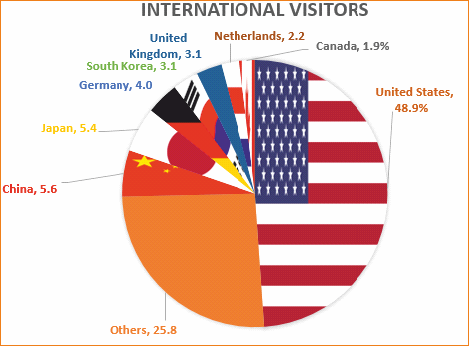 INTERNATIONAL VISITORS
Netherlands, 2.2
United
Kingdom, 3.1
Canada, 1.9%
South Korea, 3.1
Germany, 4.0
United States,
48.9%
Japan, 5.4
China, 5.6
Others, 25.8